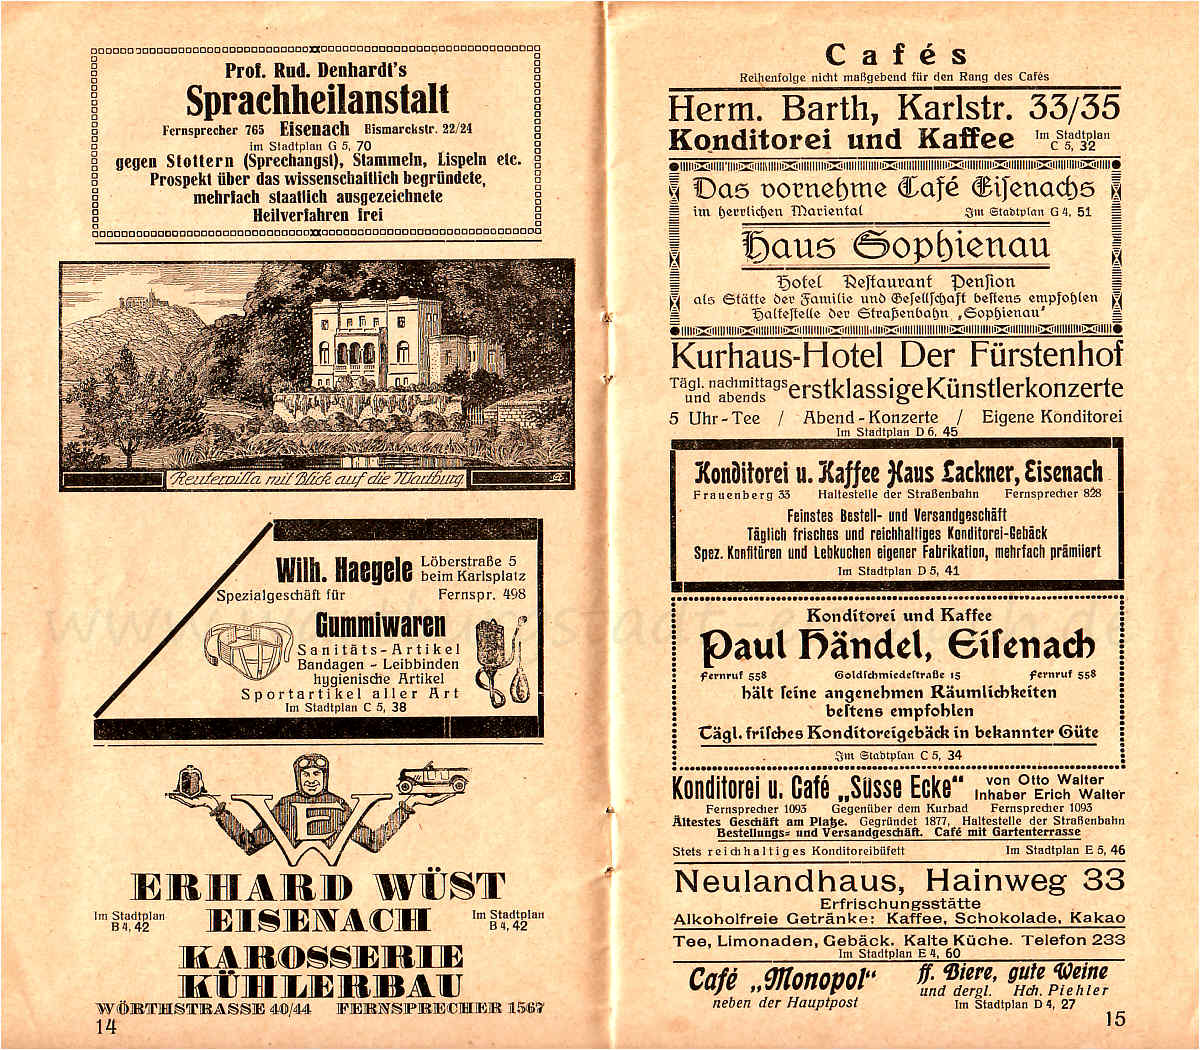 Prof. Rud. Denhardt's
Sprachheilanstalt
Fernsprecher 765 Eisenach Bismarckstr. 22/24
im Stadtplan G 5, 70
gegen Stottern (Sprechangst), Stammeln, Lispeln etc.
Prospekt über das wissenschaftlich begründete,
mehrfach staatlich ausgezeichnete
Heilverfahren frei
Reutervilla mit Blick auf die Wartburg
Wilh. Haegele Löberstraße 5
beim Karlsplatz
Spezialgeschäft für Fernspr. 498
Gummiwaren
Sanitäts-Artikel
Bandagen - Leibbinden
hygienische Artikel
Sportartikel aller Art
Im Stadtplan C 5, 38
EW
ERHARD WÜST
Im Stadtplan B 4, 42 EISENACH Im Stadtplan B 4, 42
KAROSSERIE
KÜHLERBAU
WÖRTHSTRASSE 40/44 FERNSPRECHER 1567
14
Cafés
Reihenfolge nicht maßgebend für den Rang des Cafés
Herm. Barth, Karlstr. 33/35
Konditorei und Kaffee Im Stadtplan C 5, 32
Das vornehme Café Eisenachs
im herrlichen Mariental Im Stadtplan G 4, 51
Haus Sophienau
Hotel Restaurant Pension
als Stätte der Familie und Gesellschaft bestens empfohlen
Haltestelle der Straßenbahn „Sophienau"
Kurhaus-Hotel Der Fürstenhof
Tägl. nachmittags und abends erstklassige Künstlerkonzerte
5 Uhr-Tee / Abend-Konzerte / Eigene Konditorei
Im Stadtplan D 6, 45
Konditorei u. Kaffee Haus Lackner, Eisenach
Frauenberg 33 Haltestelle der Straßenbahn Fernsprecher 828
Feinstes Bestell- und Versandgeschäft
Täglich frisches und reichhaltiges Konditorei-Gebäck
Spez. Konfitüren und Lebkuchen eigener Fabrikation, mehrfach prämiiert
Im Stadtplan D 5, 41
Konditorei und Kaffee
Paul Händel, Eisenach
Fernruf 558 Goldschmiedestraße 15 Fernruf 558
hält seine angenehmen Räumlichkeiten
bestens empfohlen
Tägl. frisches Konditoreigebäck in bekannter Güte
Im Stadtplan C 5, 34
Konditorei u. Café „Süsse Ecke" von Otto Walter
Inhaber Erich Walter
Fernsprecher 1093 Gegenüber dem Kurbad Fernsprecher 1093
Ältestes Geschäft am Platze. Gegründet 1877, Haltestelle der Straßenbahn
Bestellungs- und Versandgeschäft. Café mit Gartenterrasse
Stets reichhaltiges Konditoreibüfett Im Stadtplan E 5, 46
Neulandhaus, Hainweg 33
Erfrischungsstätte
Alkoholfreie Getränke: Kaffee, Schokolade, Kakao
Tee, Limonaden, Gebäck. Kalte Küche. Telefon 233
Im Stadtplan E 4, 60
Café „Monopol" ff. Biere, gute Weine
neben der Hauptpost und dergl. Hch. Piehler
Im Stadtplan D 4, 27
15